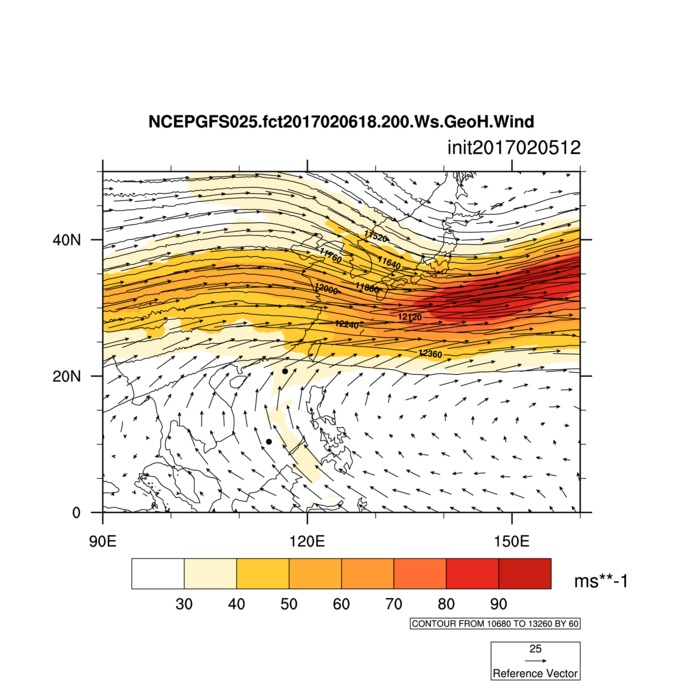 NCEPGFS025.fct2017020618.200.Ws.GeoH.Wind
init2017020512
40N
20N
0
11520
11760
11640
12000
11880
12120
12240
12360
90E 120E 150E
30 40 50 60 70 80 90
ms**-1
CONTOUR FROM 10680 TO 13260 BY 60
25
Reference Vector